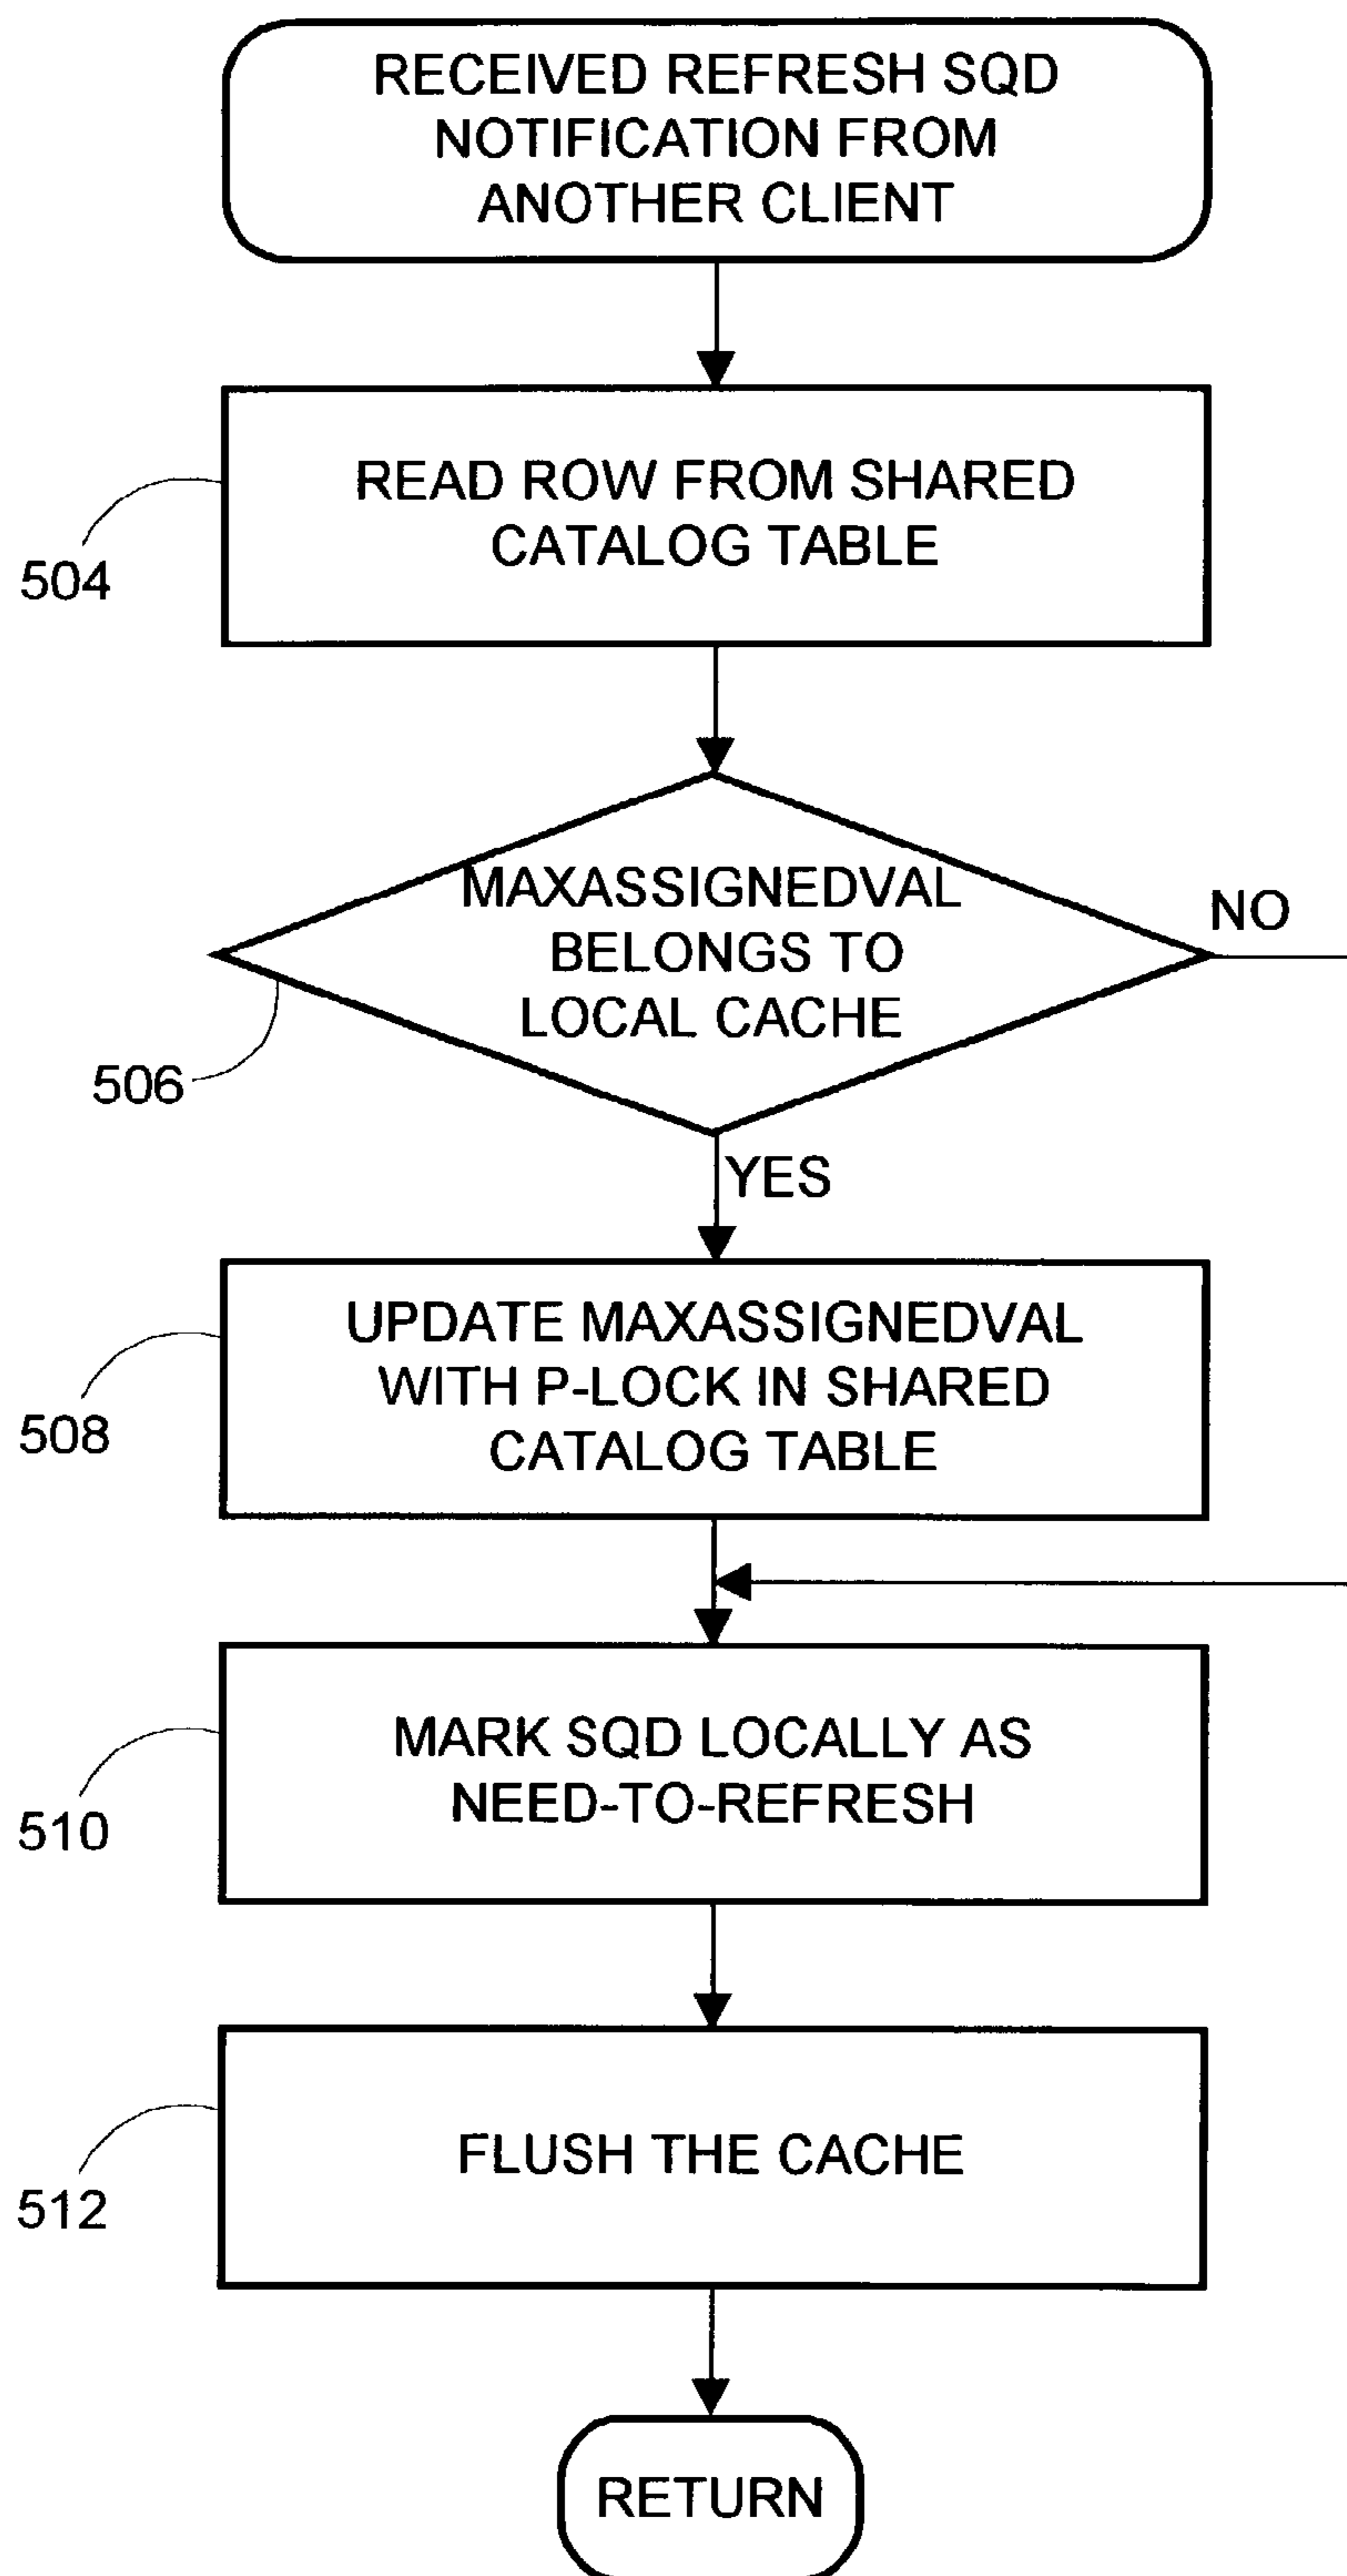 RECEIVED REFRESH SQD
NOTIFICATION FROM
ANOTHER CLIENT
READ ROW FROM SHARED
CATALOG TABLE
504
MAXASSIGNEDVAL
BELONGS TO
LOCAL CACHE
NO
506
YES
UPDATE MAXASSIGNEDVAL
WITH P-LOCK IN SHARED
CATALOG TABLE
508
MARK SQD LOCALLY AS
NEED-TO-REFRESH
510
FLUSH THE CACHE
512
RETURN